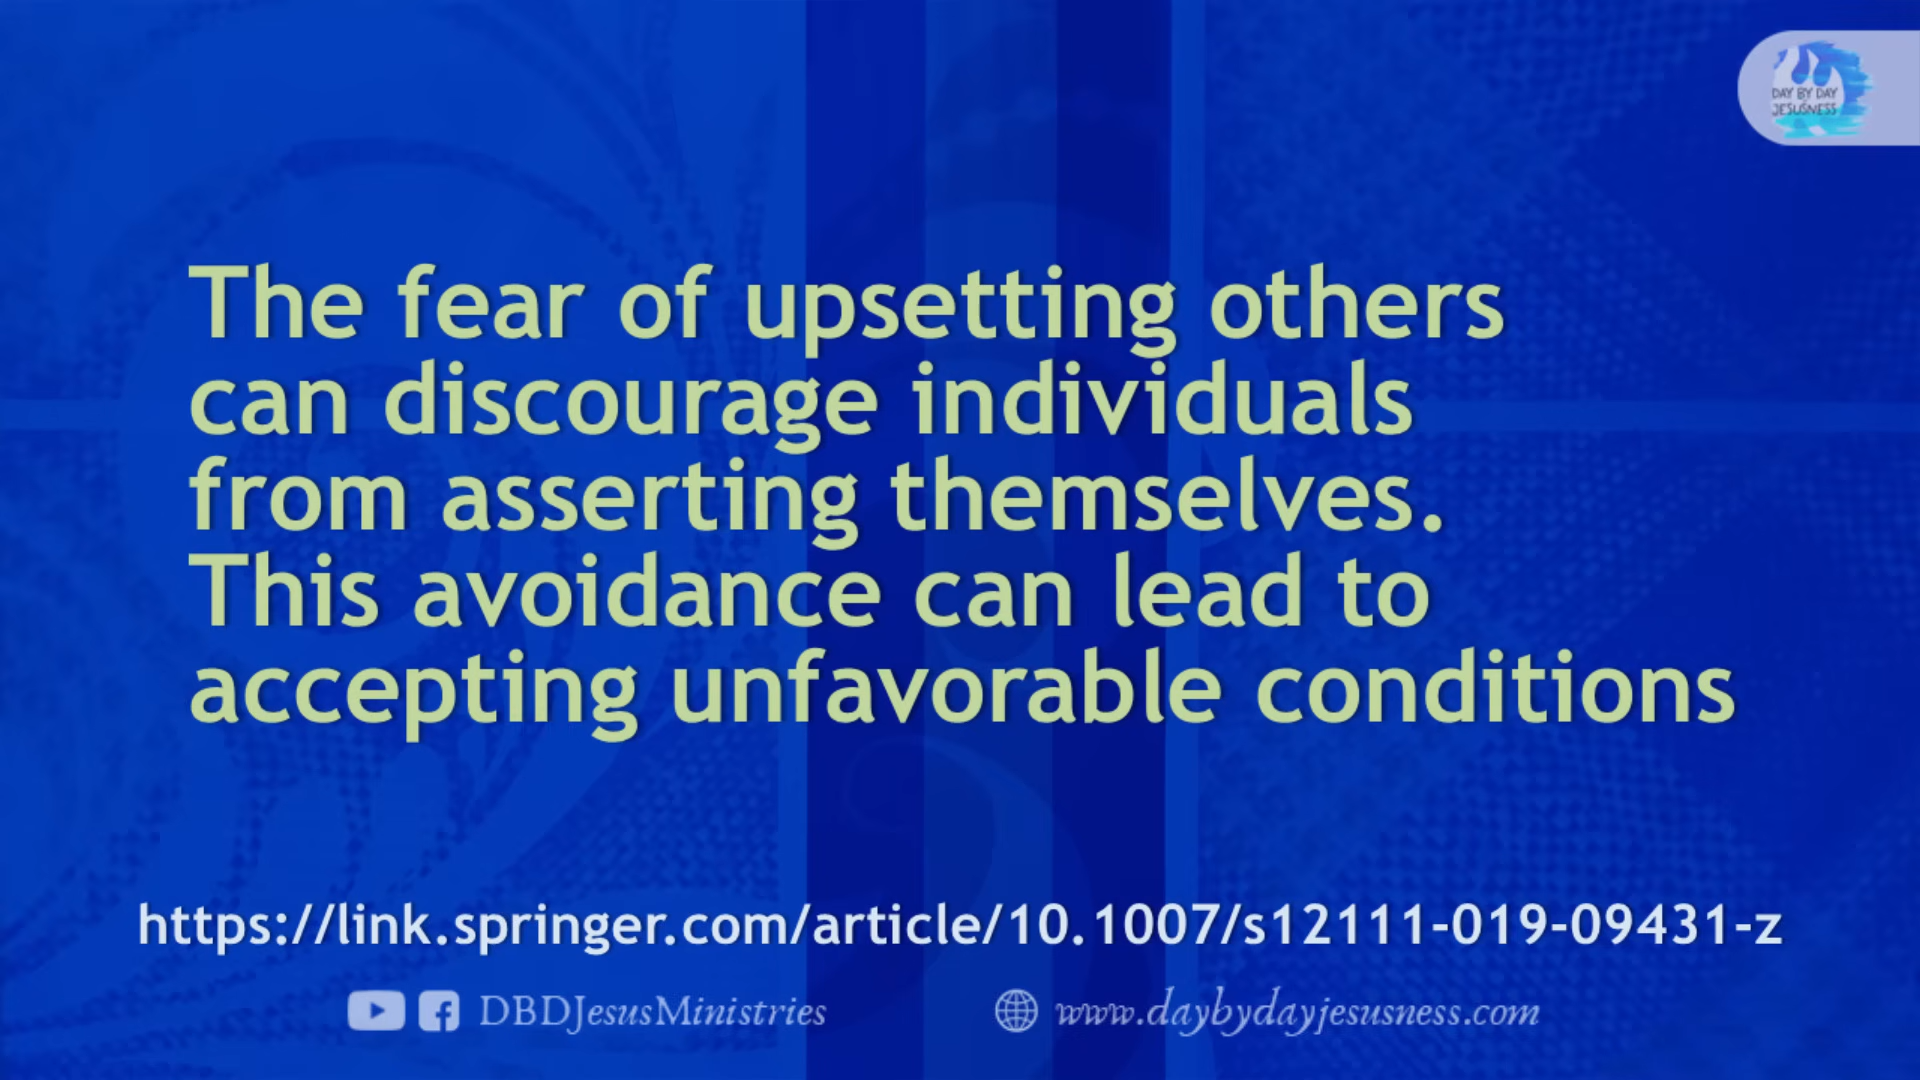 DAY BY DAY
JESUSNESS
The fear of upsetting others
can discourage individuals
from asserting themselves.
This avoidance can lead to
accepting unfavorable conditions
https://link.springer.com/article/10.1007/s12111-019-09431-z
DBDJesusMinistries
www.daybydayjesusness.com